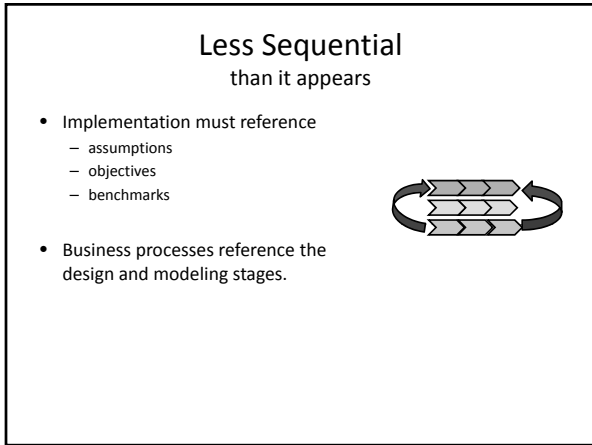 Less Sequential
than it appears
• Implementation must reference
– assumptions
– objectives
– benchmarks
• Business processes reference the
design and modeling stages.